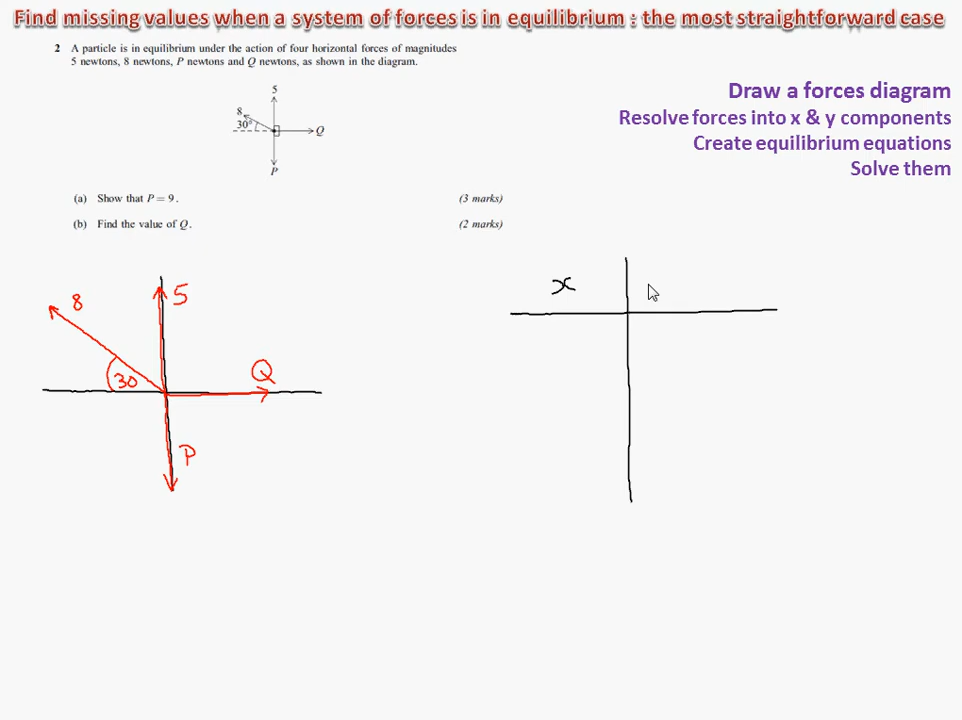 Find missing values when a system of forces is in equilibrium : the most straightforward case
2 A particle is in equilibrium under the action of four horizontal forces of magnitudes
5 newtons, 8 newtons, P newtons and Q newtons, as shown in the diagram.
5
8
30°
Q
P
Draw a forces diagram
Resolve forces into x & y components
Create equilibrium equations
Solve them
(a) Show that P = 9. (3 marks)
(b) Find the value of Q. (2 marks)
8
5
30
Q
P
x